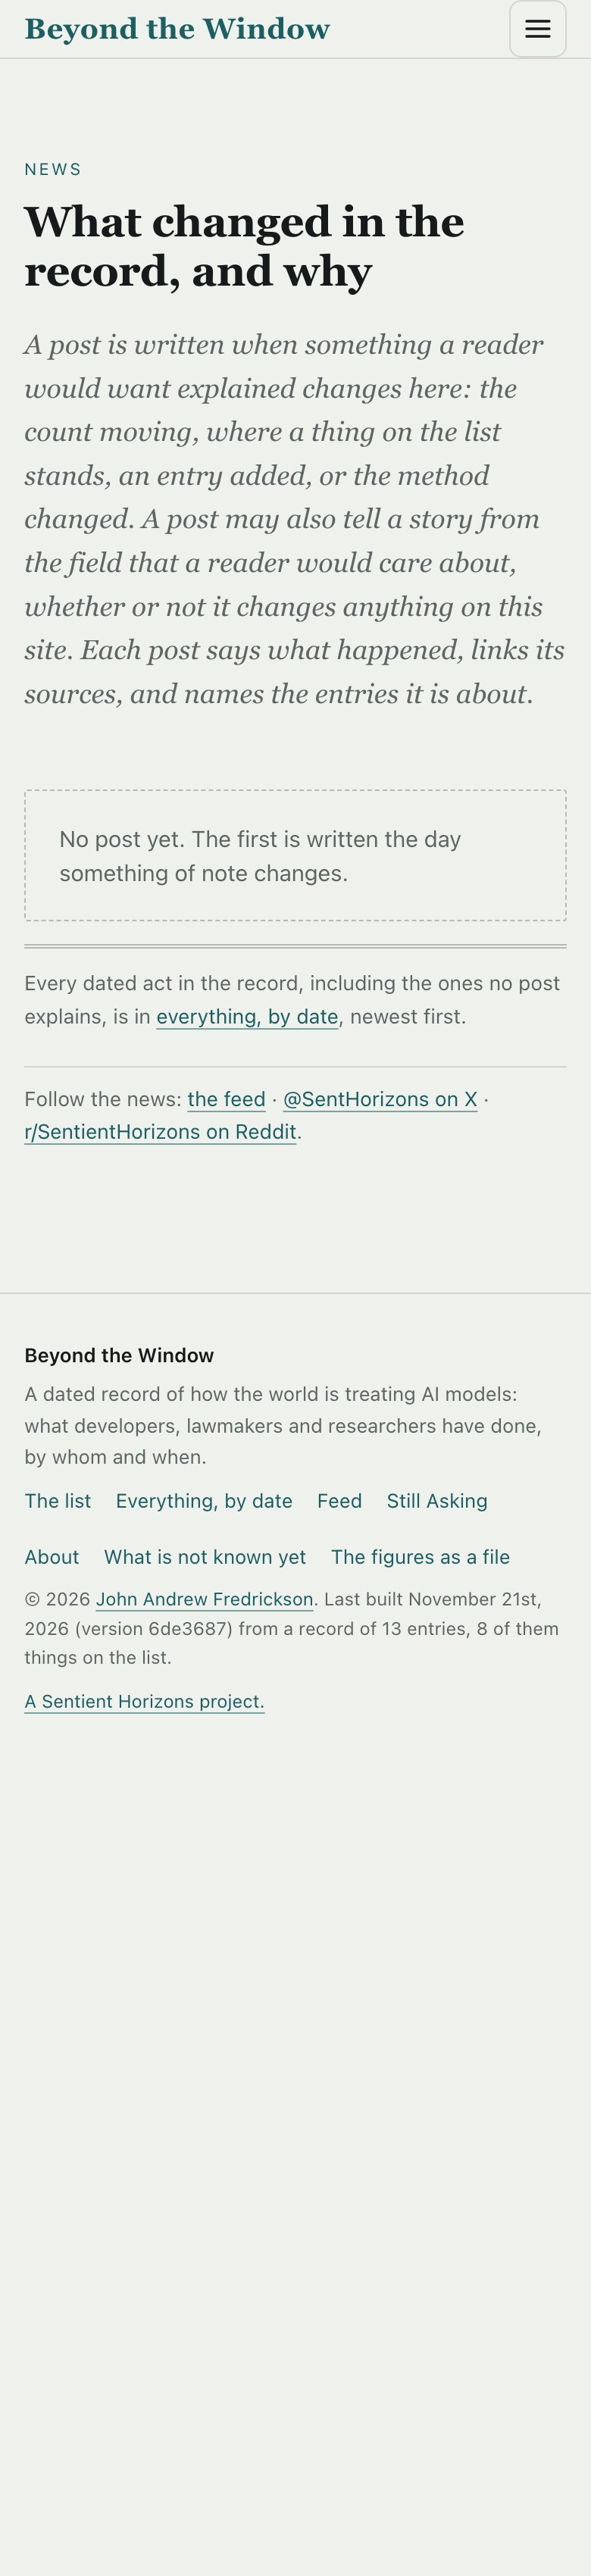 Beyond the Window
NEWS
What changed in the
record, and why
A post is written when something a reader
would want explained changes here: the
count moving, where a thing on the list
stands, an entry added, or the method
changed. A post may also tell a story from
the field that a reader would care about,
whether or not it changes anything on this
site. Each post says what happened, links its
sources, and names the entries it is about.
No post yet. The first is written the day
something of note changes.
Every dated act in the record, including the ones no post
explains, is in everything, by date, newest first.
Follow the news: the feed · @SentHorizons on X ·
r/SentientHorizons on Reddit.
Beyond the Window
A dated record of how the world is treating AI models:
what developers, lawmakers and researchers have done,
by whom and when.
The list Everything, by date Feed Still Asking
About What is not known yet The figures as a file
© 2026 John Andrew Fredrickson. Last built November 21st,
2026 (version 6de3687) from a record of 13 entries, 8 of them
things on the list.
A Sentient Horizons project.